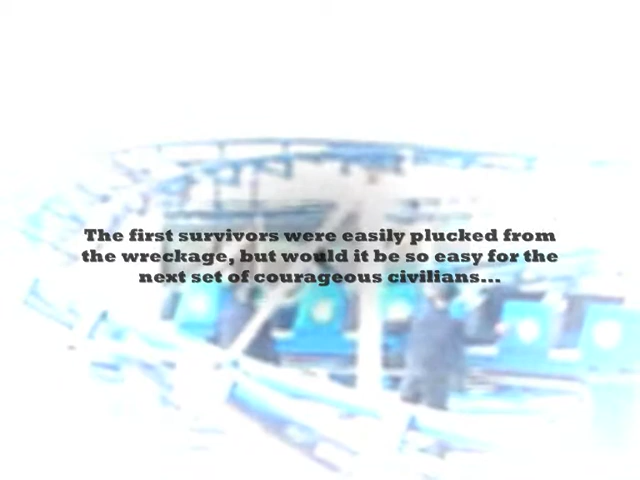 The first survivors were easily plucked from
the wreckage, but would it be so easy for the
next set of courageous civilians...